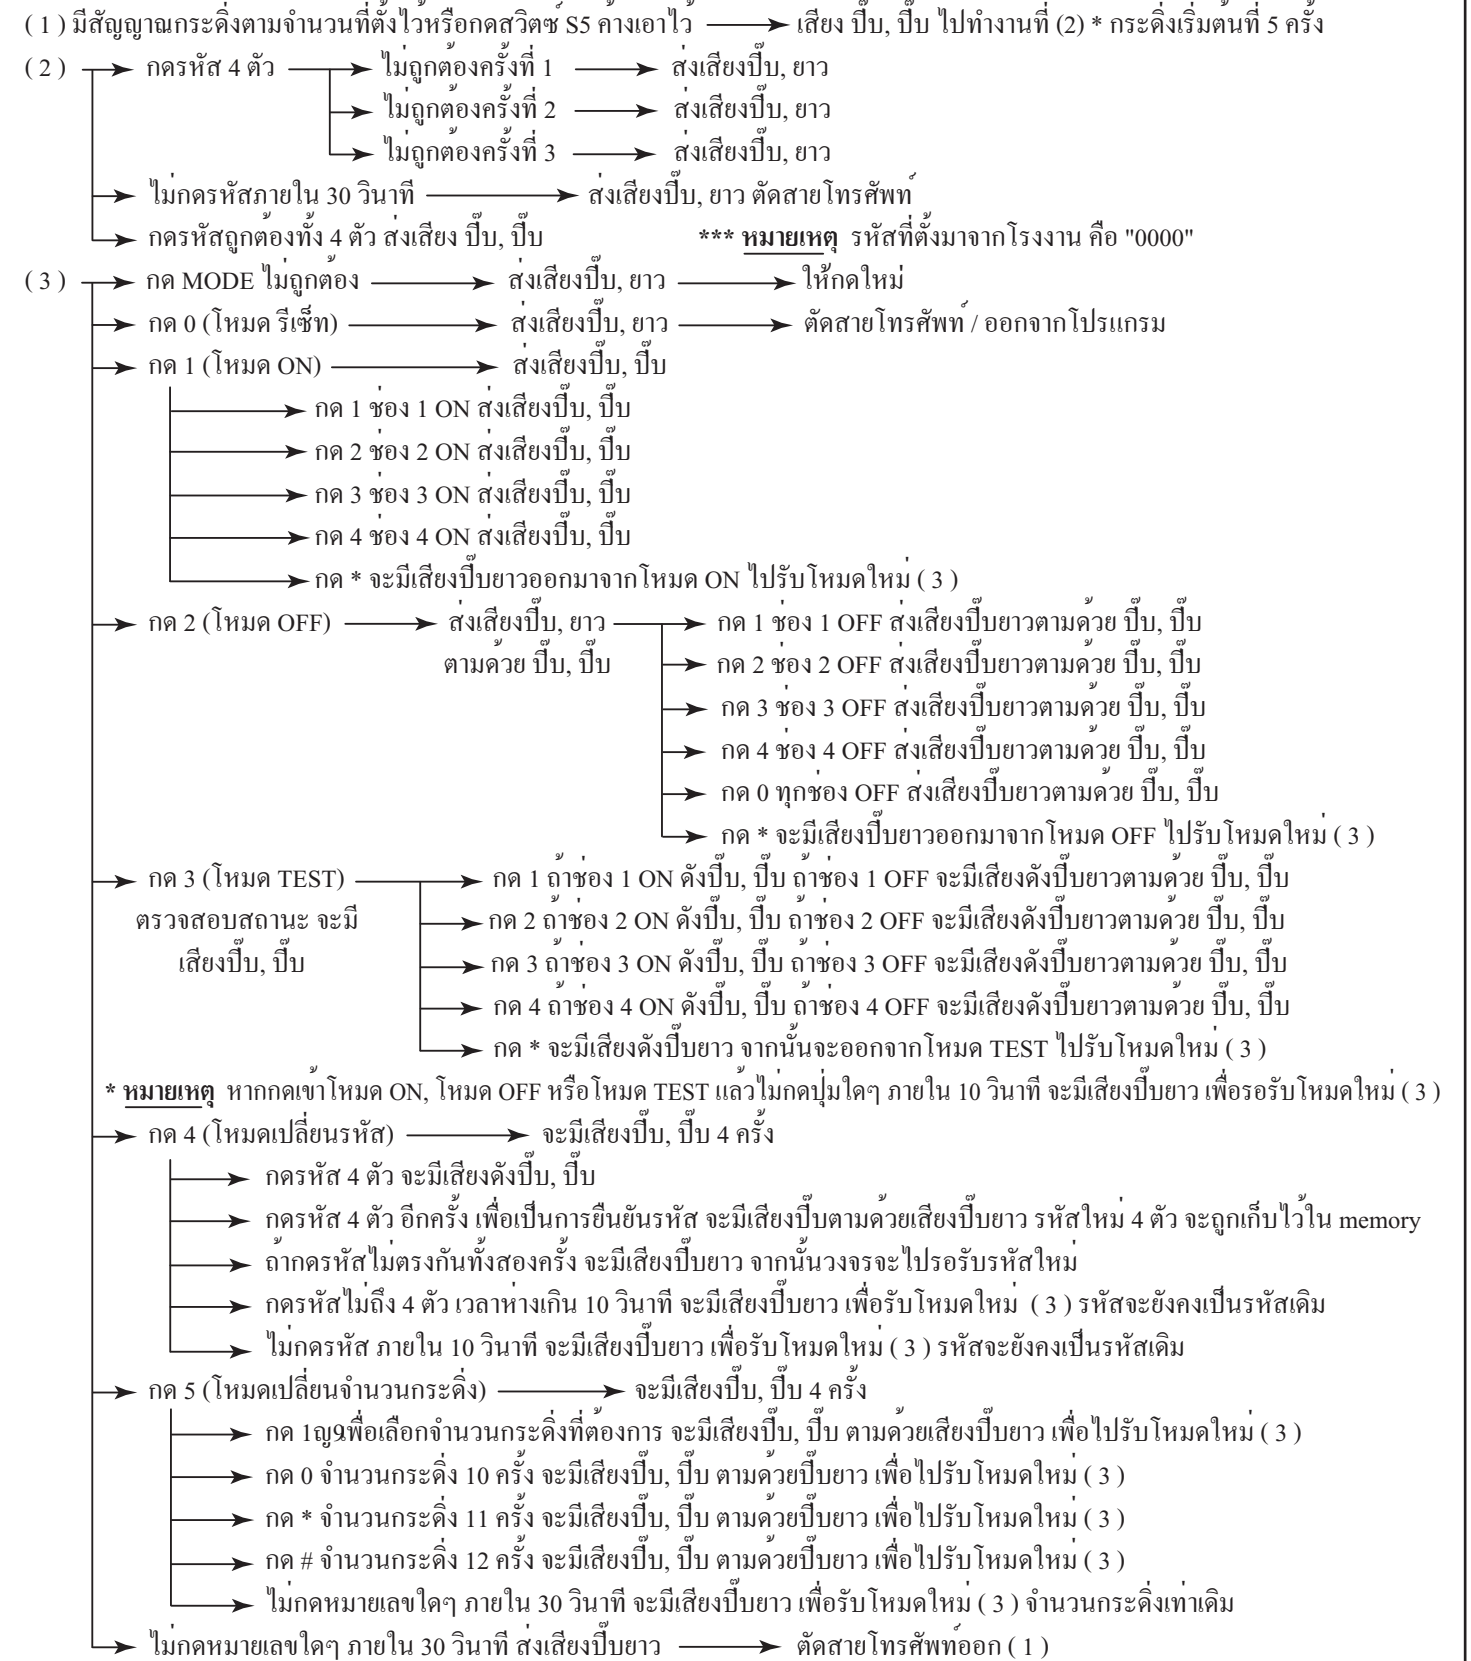 ( 1 ) มีสัญญาณกระดิ่งตามจำนวนที่ตั้งไว้หรือกดสวิตซ์ S5 ค้างเอาไว้ เสียง ปี๊บ, ปี๊บ ไปทำงานที่ (2) * กระดิ่งเริ่มต้นที่ 5 ครั้ง
( 2 ) กดรหัส 4 ตัว ไม่ถูกต้องครั้งที่ 1 ส่งเสียงปี๊บ, ยาว
ไม่ถูกต้องครั้งที่ 2 ส่งเสียงปี๊บ, ยาว
ไม่ถูกต้องครั้งที่ 3 ส่งเสียงปี๊บ, ยาว
ไม่กดรหัสภายใน 30 วินาที ส่งเสียงปี๊บ, ยาว ตัดสายโทรศัพท์
กดรหัสถูกต้องทั้ง 4 ตัว ส่งเสียง ปี๊บ, ปี๊บ *** หมายเหตุ รหัสที่ตั้งมาจากโรงงาน คือ "0000"
( 3 ) กด MODE ไม่ถูกต้อง ส่งเสียงปี๊บ, ยาว ให้กดใหม่
กด 0 (โหมด รีเซ็ท) ส่งเสียงปี๊บ, ยาว ตัดสายโทรศัพท์ / ออกจากโปรแกรม
กด 1 (โหมด ON) ส่งเสียงปี๊บ, ปี๊บ
กด 1 ช่อง 1 ON ส่งเสียงปี๊บ, ปี๊บ
กด 2 ช่อง 2 ON ส่งเสียงปี๊บ, ปี๊บ
กด 3 ช่อง 3 ON ส่งเสียงปี๊บ, ปี๊บ
กด 4 ช่อง 4 ON ส่งเสียงปี๊บ, ปี๊บ
กด * จะมีเสียงปี๊บยาวออกมาจากโหมด ON ไปรับโหมดใหม่ ( 3 )
กด 2 (โหมด OFF) ส่งเสียงปี๊บ, ยาว กด 1 ช่อง 1 OFF ส่งเสียงปี๊บยาวตามด้วย ปี๊บ, ปี๊บ
ตามด้วย ปี๊บ, ปี๊บ กด 2 ช่อง 2 OFF ส่งเสียงปี๊บยาวตามด้วย ปี๊บ, ปี๊บ
กด 3 ช่อง 3 OFF ส่งเสียงปี๊บยาวตามด้วย ปี๊บ, ปี๊บ
กด 4 ช่อง 4 OFF ส่งเสียงปี๊บยาวตามด้วย ปี๊บ, ปี๊บ
กด 0 ทุกช่อง OFF ส่งเสียงปี๊บยาวตามด้วย ปี๊บ, ปี๊บ
กด * จะมีเสียงปี๊บยาวออกมาจากโหมด OFF ไปรับโหมดใหม่ ( 3 )
กด 3 (โหมด TEST) กด 1 ถ้าช่อง 1 ON ดังปี๊บ, ปี๊บ ถ้าช่อง 1 OFF จะมีเสียงดังปี๊บยาวตามด้วย ปี๊บ, ปี๊บ
ตรวจสอบสถานะ จะมี กด 2 ถ้าช่อง 2 ON ดังปี๊บ, ปี๊บ ถ้าช่อง 2 OFF จะมีเสียงดังปี๊บยาวตามด้วย ปี๊บ, ปี๊บ
เสียงปี๊บ, ปี๊บ กด 3 ถ้าช่อง 3 ON ดังปี๊บ, ปี๊บ ถ้าช่อง 3 OFF จะมีเสียงดังปี๊บยาวตามด้วย ปี๊บ, ปี๊บ
กด 4 ถ้าช่อง 4 ON ดังปี๊บ, ปี๊บ ถ้าช่อง 4 OFF จะมีเสียงดังปี๊บยาวตามด้วย ปี๊บ, ปี๊บ
กด * จะมีเสียงดังปี๊บยาว จากนั้นจะออกจากโหมด TEST ไปรับโหมดใหม่ ( 3 )
* หมายเหตุ หากกดเข้าโหมด ON, โหมด OFF หรือโหมด TEST แล้วไม่กดปุ่มใดๆ ภายใน 10 วินาที จะมีเสียงปี๊บยาว เพื่อรอรับโหมดใหม่ ( 3 )
กด 4 (โหมดเปลี่ยนรหัส) จะมีเสียงปี๊บ, ปี๊บ 4 ครั้ง
กดรหัส 4 ตัว จะมีเสียงดังปี๊บ, ปี๊บ
กดรหัส 4 ตัว อีกครั้ง เพื่อเป็นการยืนยันรหัส จะมีเสียงปี๊บตามด้วยเสียงปี๊บยาว รหัสใหม่ 4 ตัว จะถูกเก็บไว้ใน memory
ถ้ากดรหัสไม่ตรงกันทั้งสองครั้ง จะมีเสียงปี๊บยาว จากนั้นวงจรจะไปรอรับรหัสใหม่
กดรหัสไม่ถึง 4 ตัว เวลาห่างเกิน 10 วินาที จะมีเสียงปี๊บยาว เพื่อรับโหมดใหม่ ( 3 ) รหัสจะยังคงเป็นรหัสเดิม
ไม่กดรหัส ภายใน 10 วินาที จะมีเสียงปี๊บยาว เพื่อรับโหมดใหม่ ( 3 ) รหัสจะยังคงเป็นรหัสเดิม
กด 5 (โหมดเปลี่ยนจำนวนกระดิ่ง) จะมีเสียงปี๊บ, ปี๊บ 4 ครั้ง
กด 1ญ9เพื่อเลือกจำนวนกระดิ่งที่ต้องการ จะมีเสียงปี๊บ, ปี๊บ ตามด้วยเสียงปี๊บยาว เพื่อไปรับโหมดใหม่ ( 3 )
กด 0 จำนวนกระดิ่ง 10 ครั้ง จะมีเสียงปี๊บ, ปี๊บ ตามด้วยปี๊บยาว เพื่อไปรับโหมดใหม่ ( 3 )
กด * จำนวนกระดิ่ง 11 ครั้ง จะมีเสียงปี๊บ, ปี๊บ ตามด้วยปี๊บยาว เพื่อไปรับโหมดใหม่ ( 3 )
กด # จำนวนกระดิ่ง 12 ครั้ง จะมีเสียงปี๊บ, ปี๊บ ตามด้วยปี๊บยาว เพื่อไปรับโหมดใหม่ ( 3 )
ไม่กดหมายเลขใดๆ ภายใน 30 วินาที จะมีเสียงปี๊บยาว เพื่อรับโหมดใหม่ ( 3 ) จำนวนกระดิ่งเท่าเดิม
ไม่กดหมายเลขใดๆ ภายใน 30 วินาที ส่งเสียงปี๊บยาว ตัดสายโทรศัพท์ออก ( 1 )